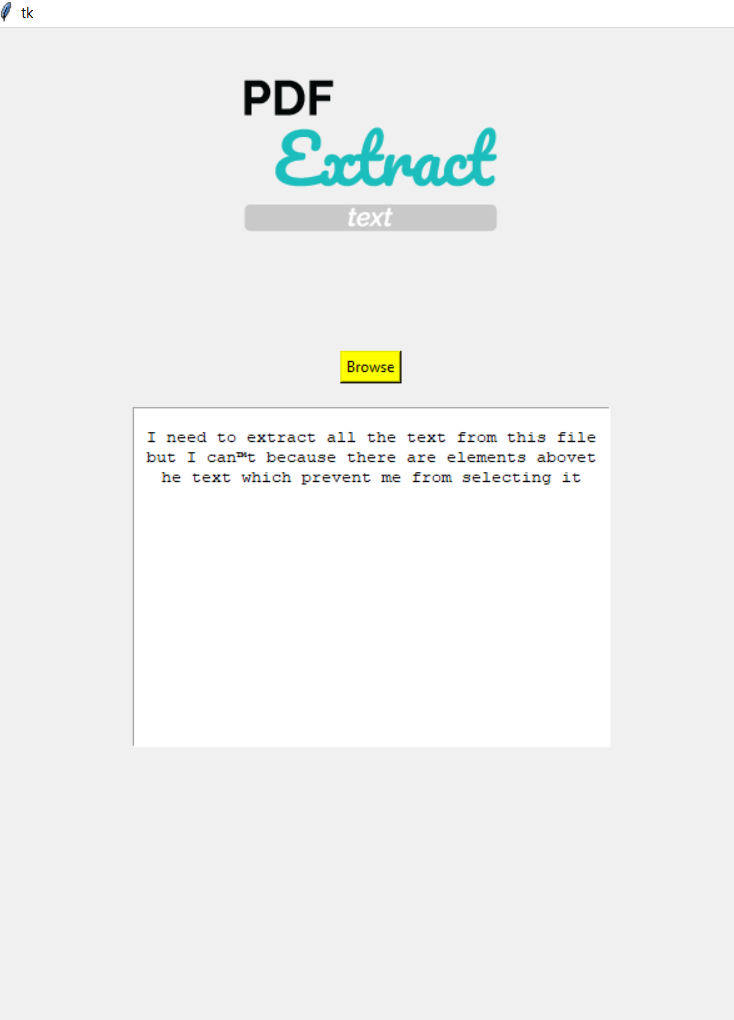 tk
PDF
Extract
text
Browse
I need to extract all the text from this file
but I can™t because there are elements abovet
he text which prevent me from selecting it